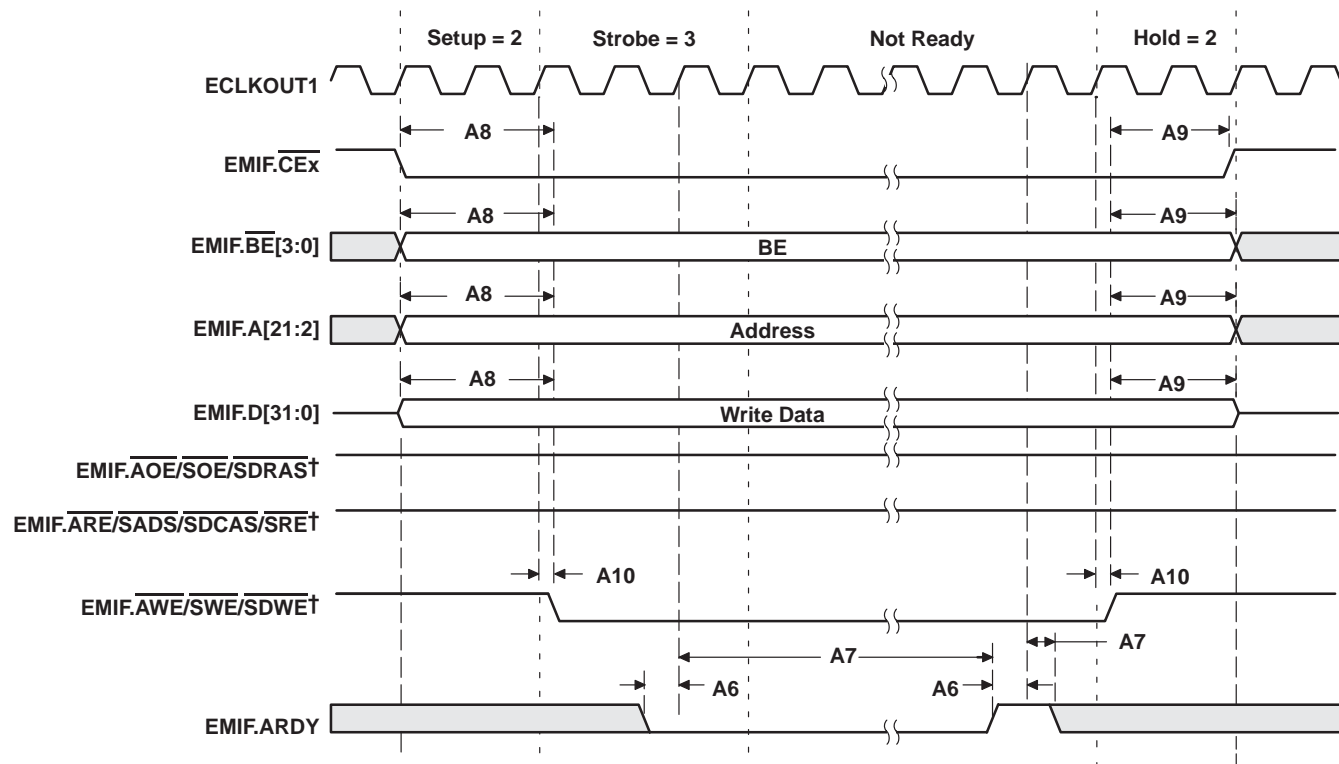 Setup = 2
Strobe = 3
Not Ready
Hold = 2
ECLKOUT1
A8
A9
EMIF.CEx
A8
A9
EMIF.BE[3:0]
BE
A8
A9
EMIF.A[21:2]
Address
A8
A9
EMIF.D[31:0]
Write Data
EMIF.AOE/SOE/SDRAS†
EMIF.ARE/SADS/SDCAS/SRE†
A10
A10
EMIF.AWE/SWE/SDWE†
A7
A7
A6
A6
EMIF.ARDY